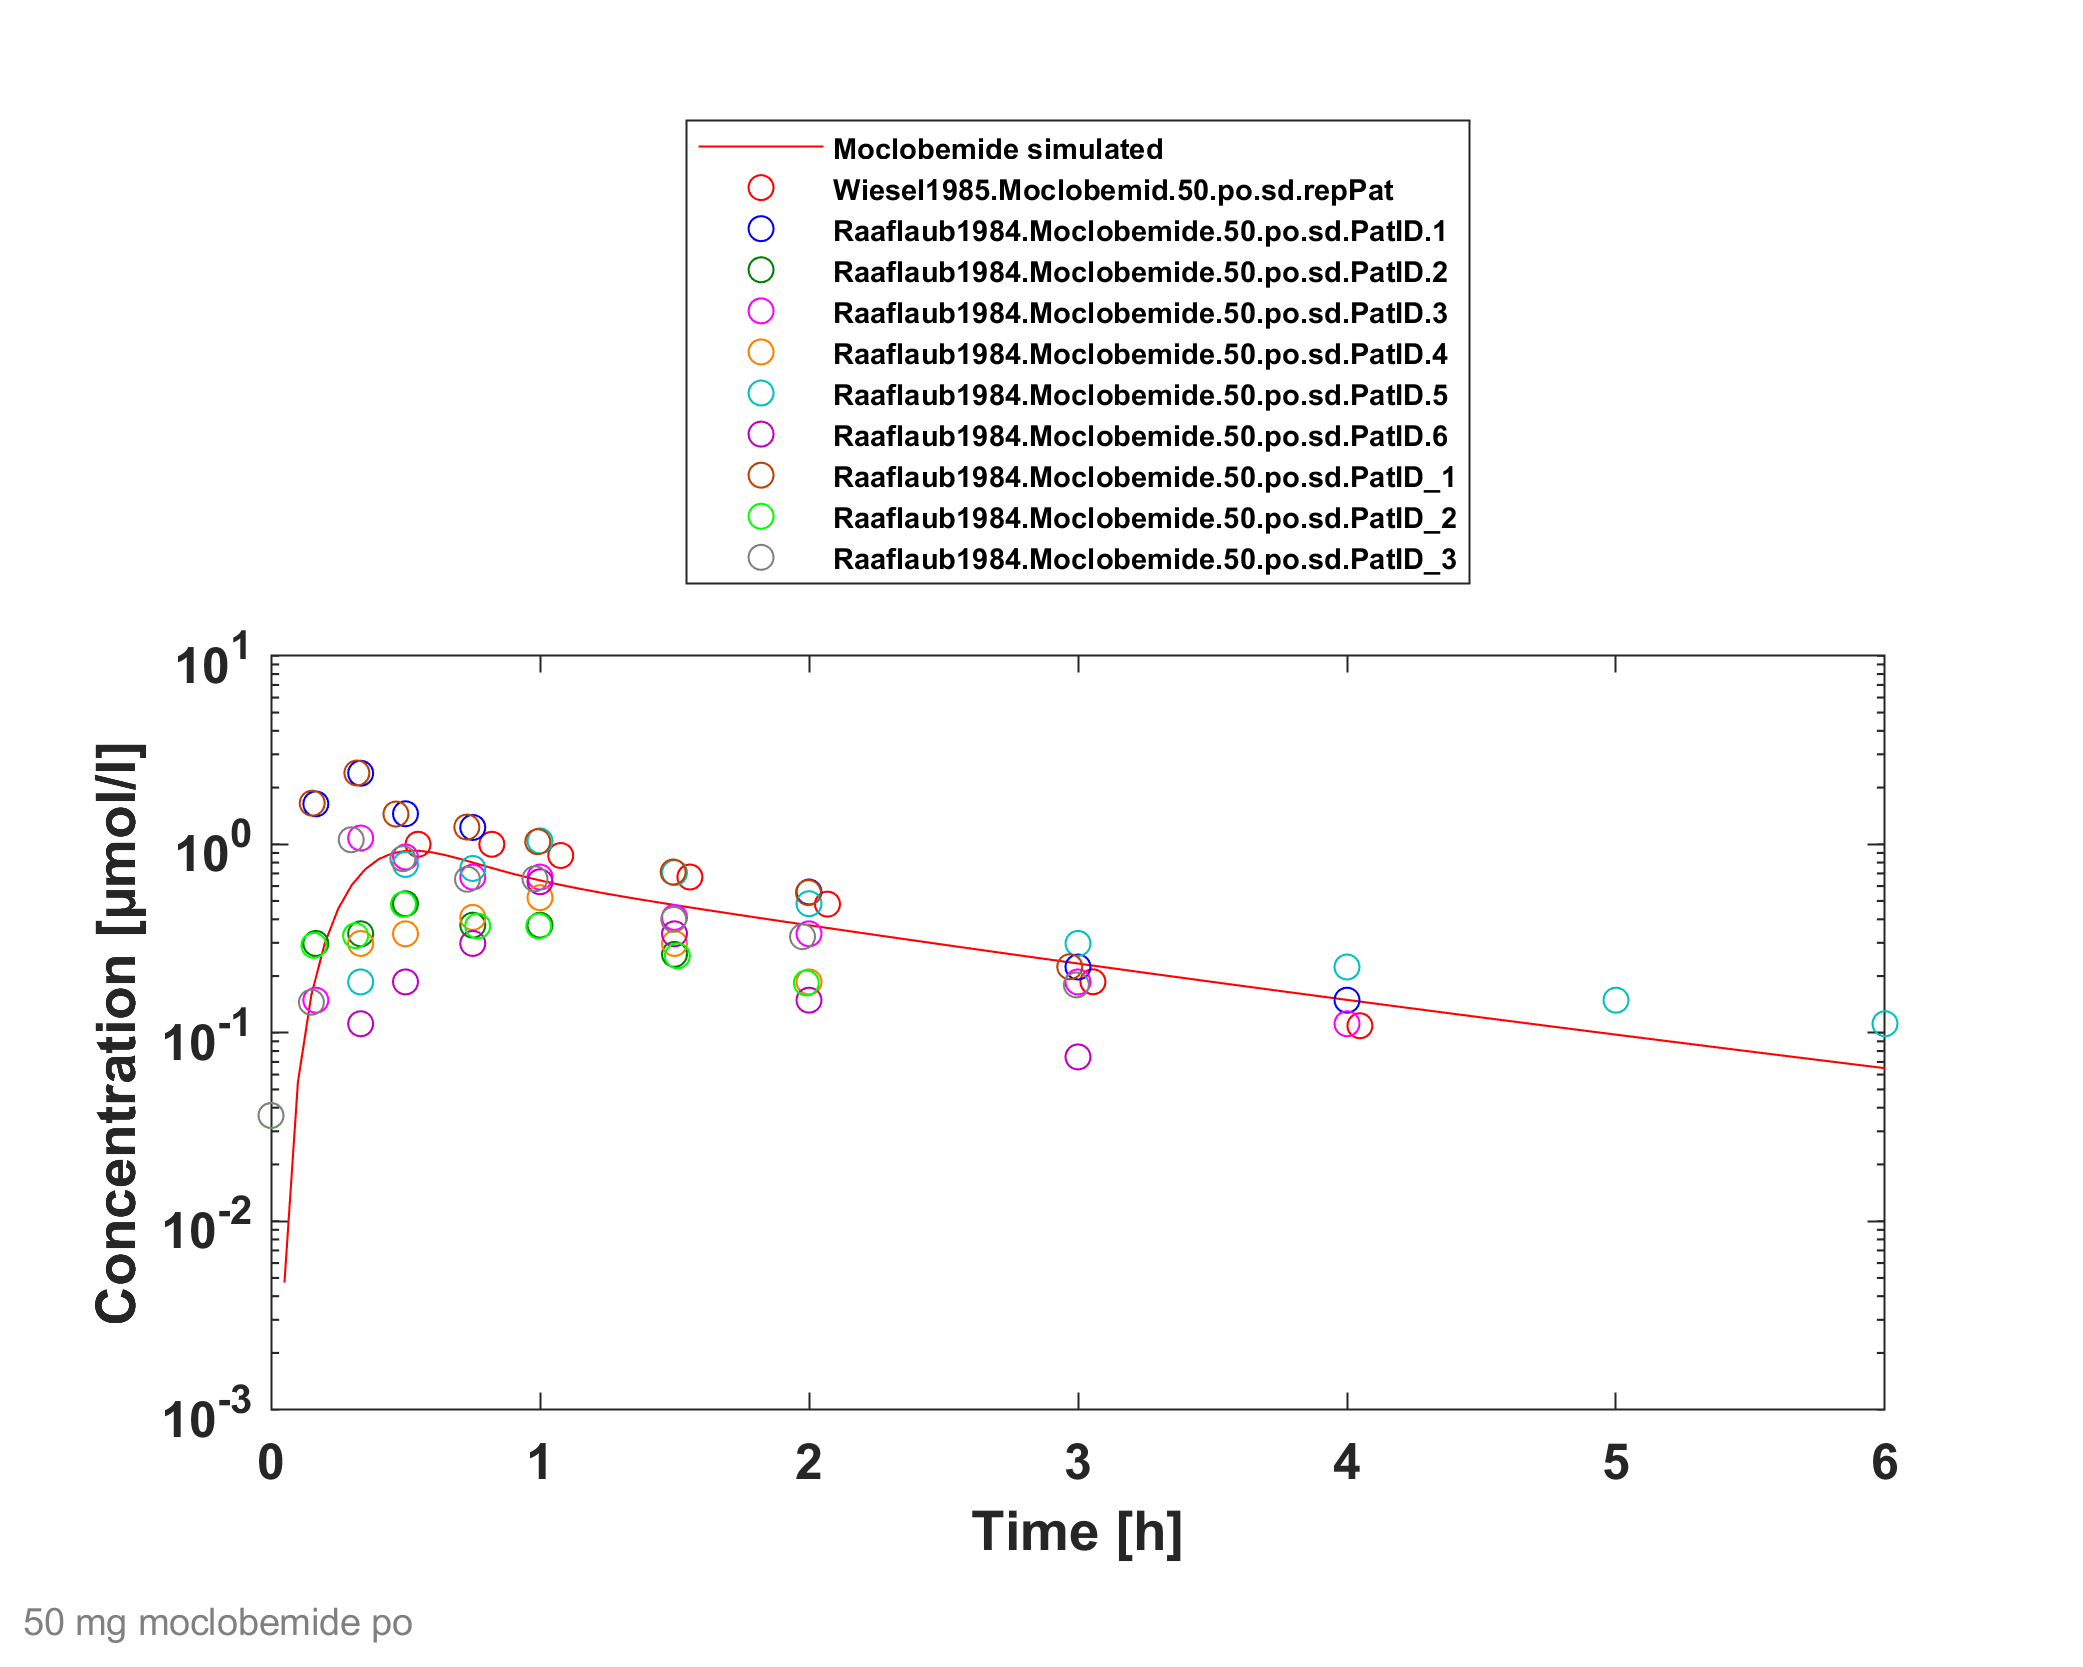 Moclobemide simulated
Wiesel1985.Moclobemid.50.po.sd.repPat
Raaflaub1984.Moclobemide.50.po.sd.PatID.1
Raaflaub1984.Moclobemide.50.po.sd.PatID.2
Raaflaub1984.Moclobemide.50.po.sd.PatID.3
Raaflaub1984.Moclobemide.50.po.sd.PatID.4
Raaflaub1984.Moclobemide.50.po.sd.PatID.5
Raaflaub1984.Moclobemide.50.po.sd.PatID.6
Raaflaub1984.Moclobemide.50.po.sd.PatID_1
Raaflaub1984.Moclobemide.50.po.sd.PatID_2
Raaflaub1984.Moclobemide.50.po.sd.PatID_3
Concentration [µmol/l]
10^1
10^0
10^-1
10^-2
10^-3
0 1 2 3 4 5 6
Time [h]
50 mg moclobemide po